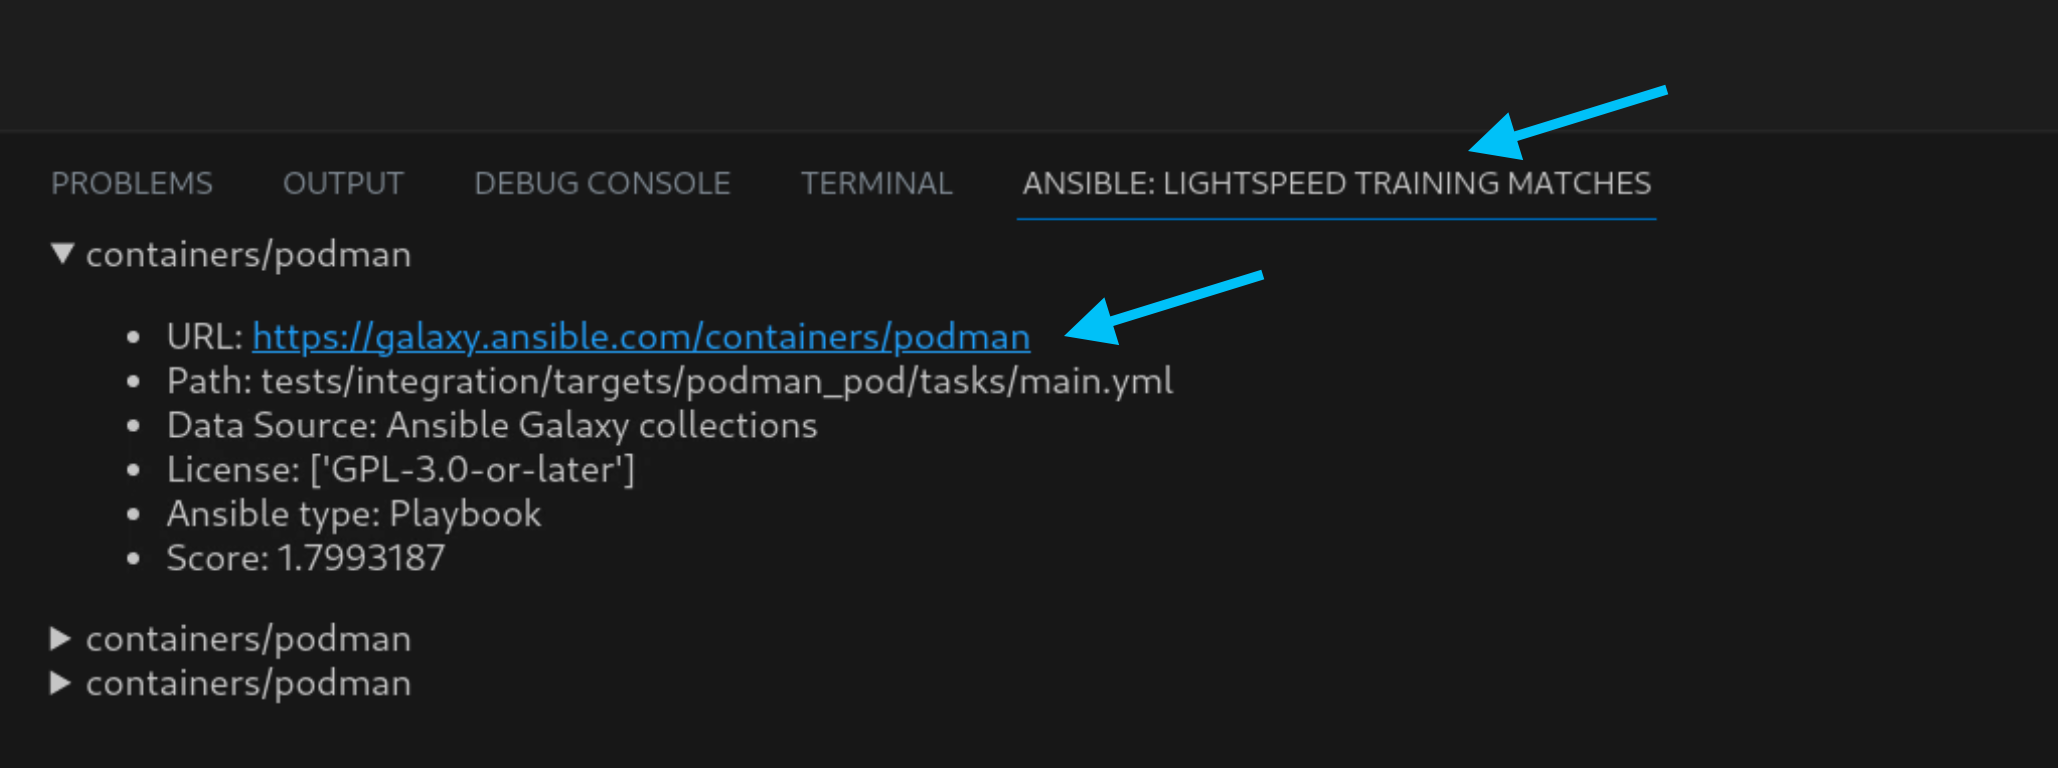 PROBLEMS OUTPUT DEBUG CONSOLE TERMINAL ANSIBLE: LIGHTSPEED TRAINING MATCHES
containers/podman
URL: https://galaxy.ansible.com/containers/podman
Path: tests/integration/targets/podman_pod/tasks/main.yml
Data Source: Ansible Galaxy collections
License: ['GPL-3.0-or-later']
Ansible type: Playbook
Score: 1.7993187
containers/podman
containers/podman